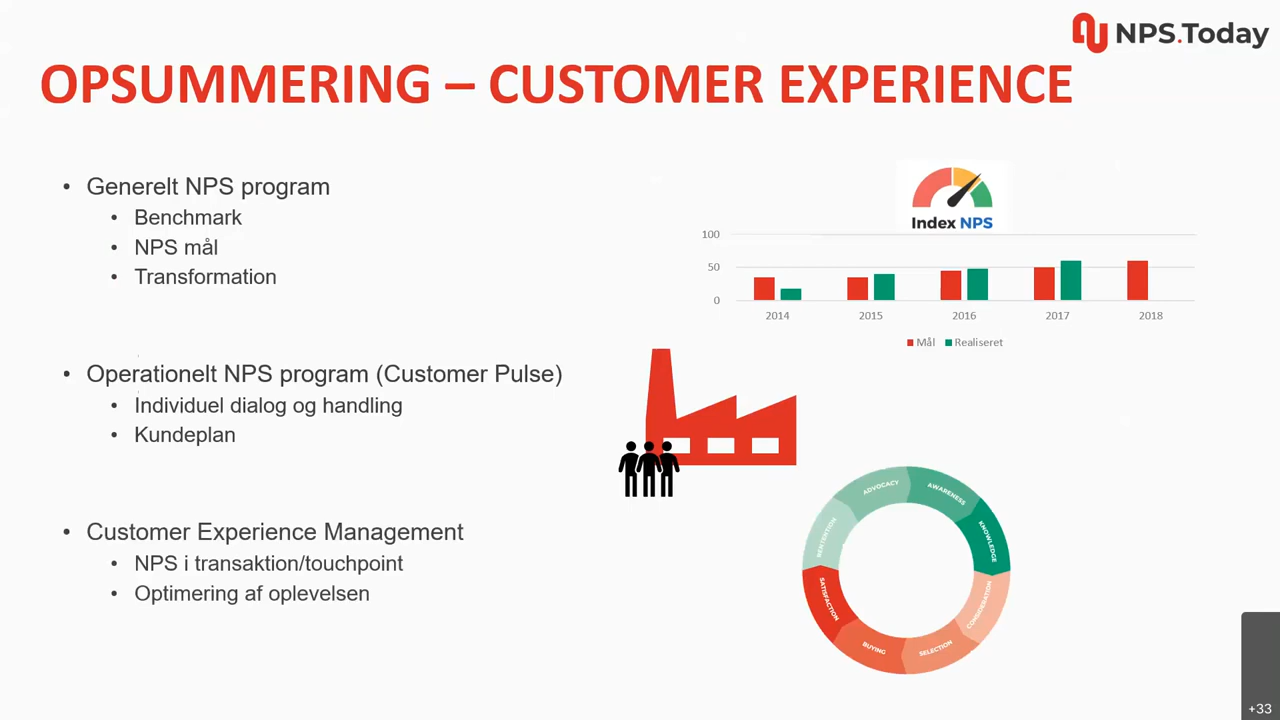 NPS.Today
OPSUMMERING – CUSTOMER EXPERIENCE
• Generelt NPS program
• Benchmark
• NPS mål
• Transformation
• Operationelt NPS program (Customer Pulse)
• Individuel dialog og handling
• Kundeplan
• Customer Experience Management
• NPS i transaktion/touchpoint
• Optimering af oplevelsen
Index NPS
100
50
0
2014 2015 2016 2017 2018
Mål Realiseret
ADVOCACY
AWARENESS
KNOWLEDGE
CONSIDERATION
SELECTION
BUYING
SATISFACTION
RENTENTION
+33